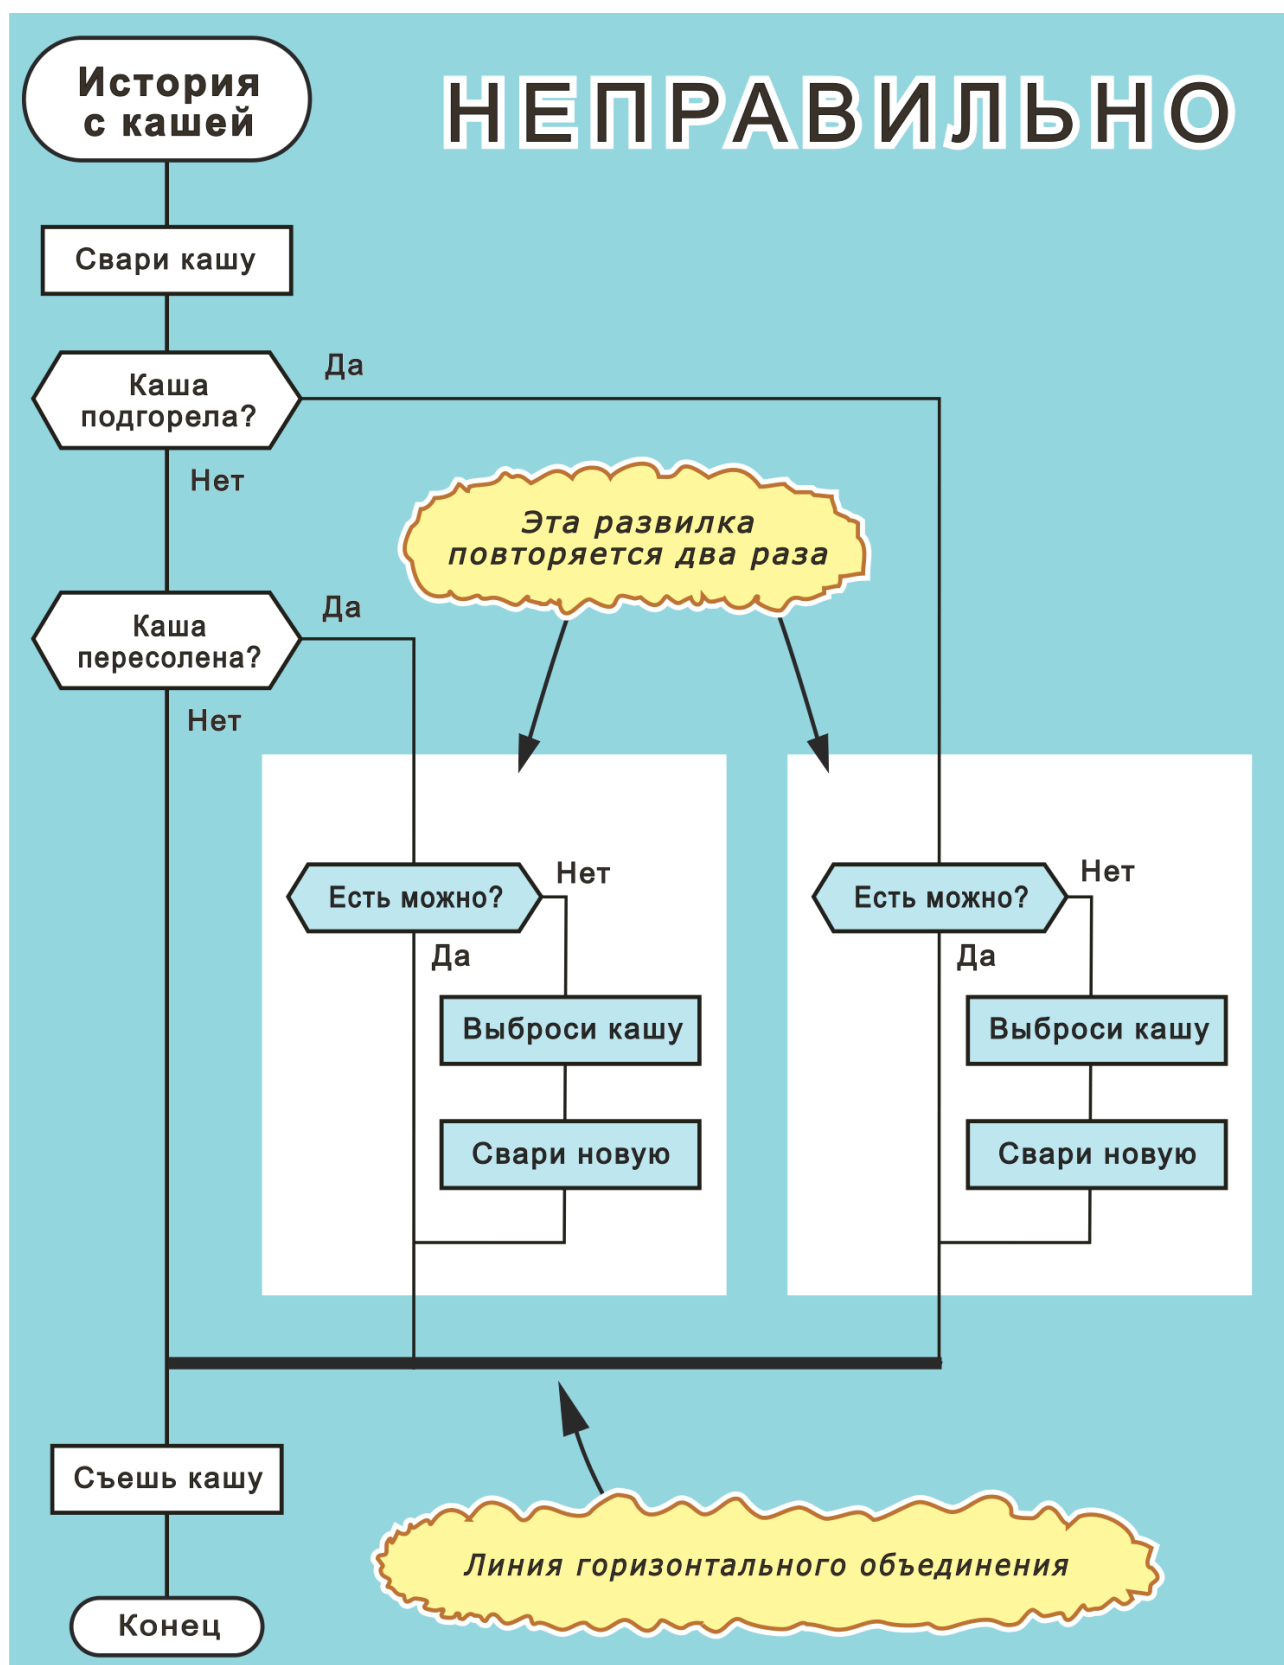 История
с кашей
НЕПРАВИЛЬНО
Свари кашу
Каша
подгорела?
Да
Нет
Эта развилка
повторяется два раза
Каша
пересолена?
Да
Нет
Есть можно?
Нет
Да
Выброси кашу
Свари новую
Есть можно?
Нет
Да
Выброси кашу
Свари новую
Съешь кашу
Линия горизонтального объединения
Конец